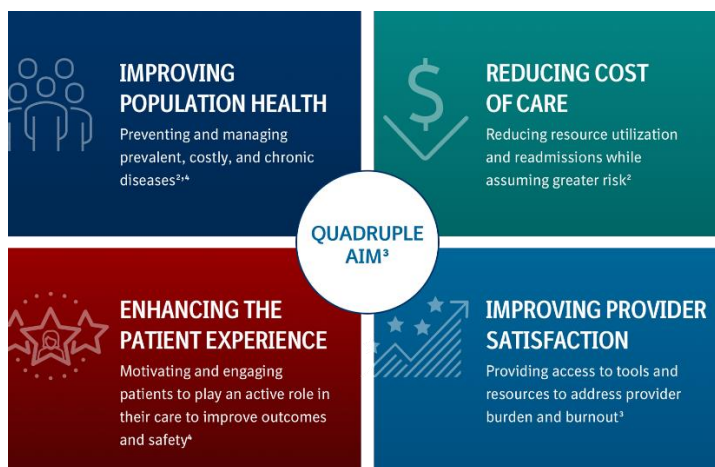 IMPROVING
POPULATION HEALTH
Preventing and managing
prevalent, costly, and chronic
diseases²,⁴
REDUCING COST
OF CARE
Reducing resource utilization
and readmissions while
assuming greater risk²
QUADRUPLE
AIM³
ENHANCING THE
PATIENT EXPERIENCE
Motivating and engaging
patients to play an active role in
their care to improve outcomes
and safety⁴
IMPROVING PROVIDER
SATISFACTION
Providing access to tools and
resources to address provider
burden and burnout³